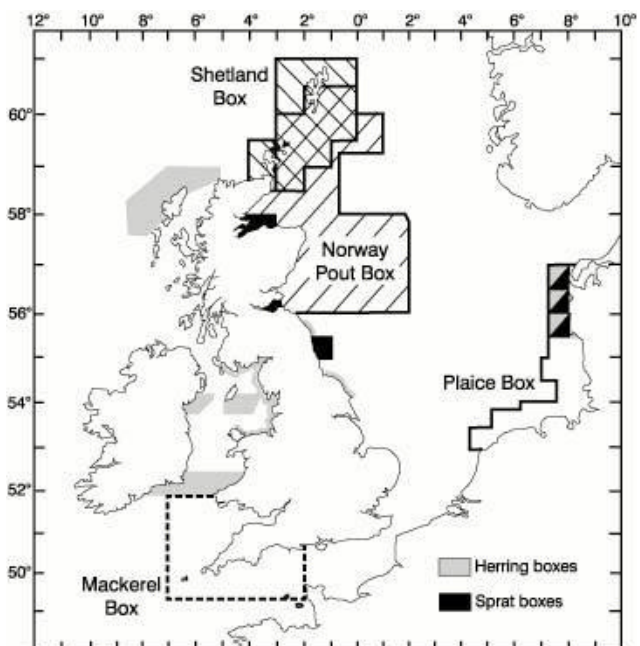 12° 10° 8° 6° 4° 2° 0° 2° 4° 6° 8° 10°
Shetland
Box
60°
58°
Norway
Pout Box
56°
Plaice Box
54°
52°
Herring boxes
50°
Mackerel
Box
Sprat boxes